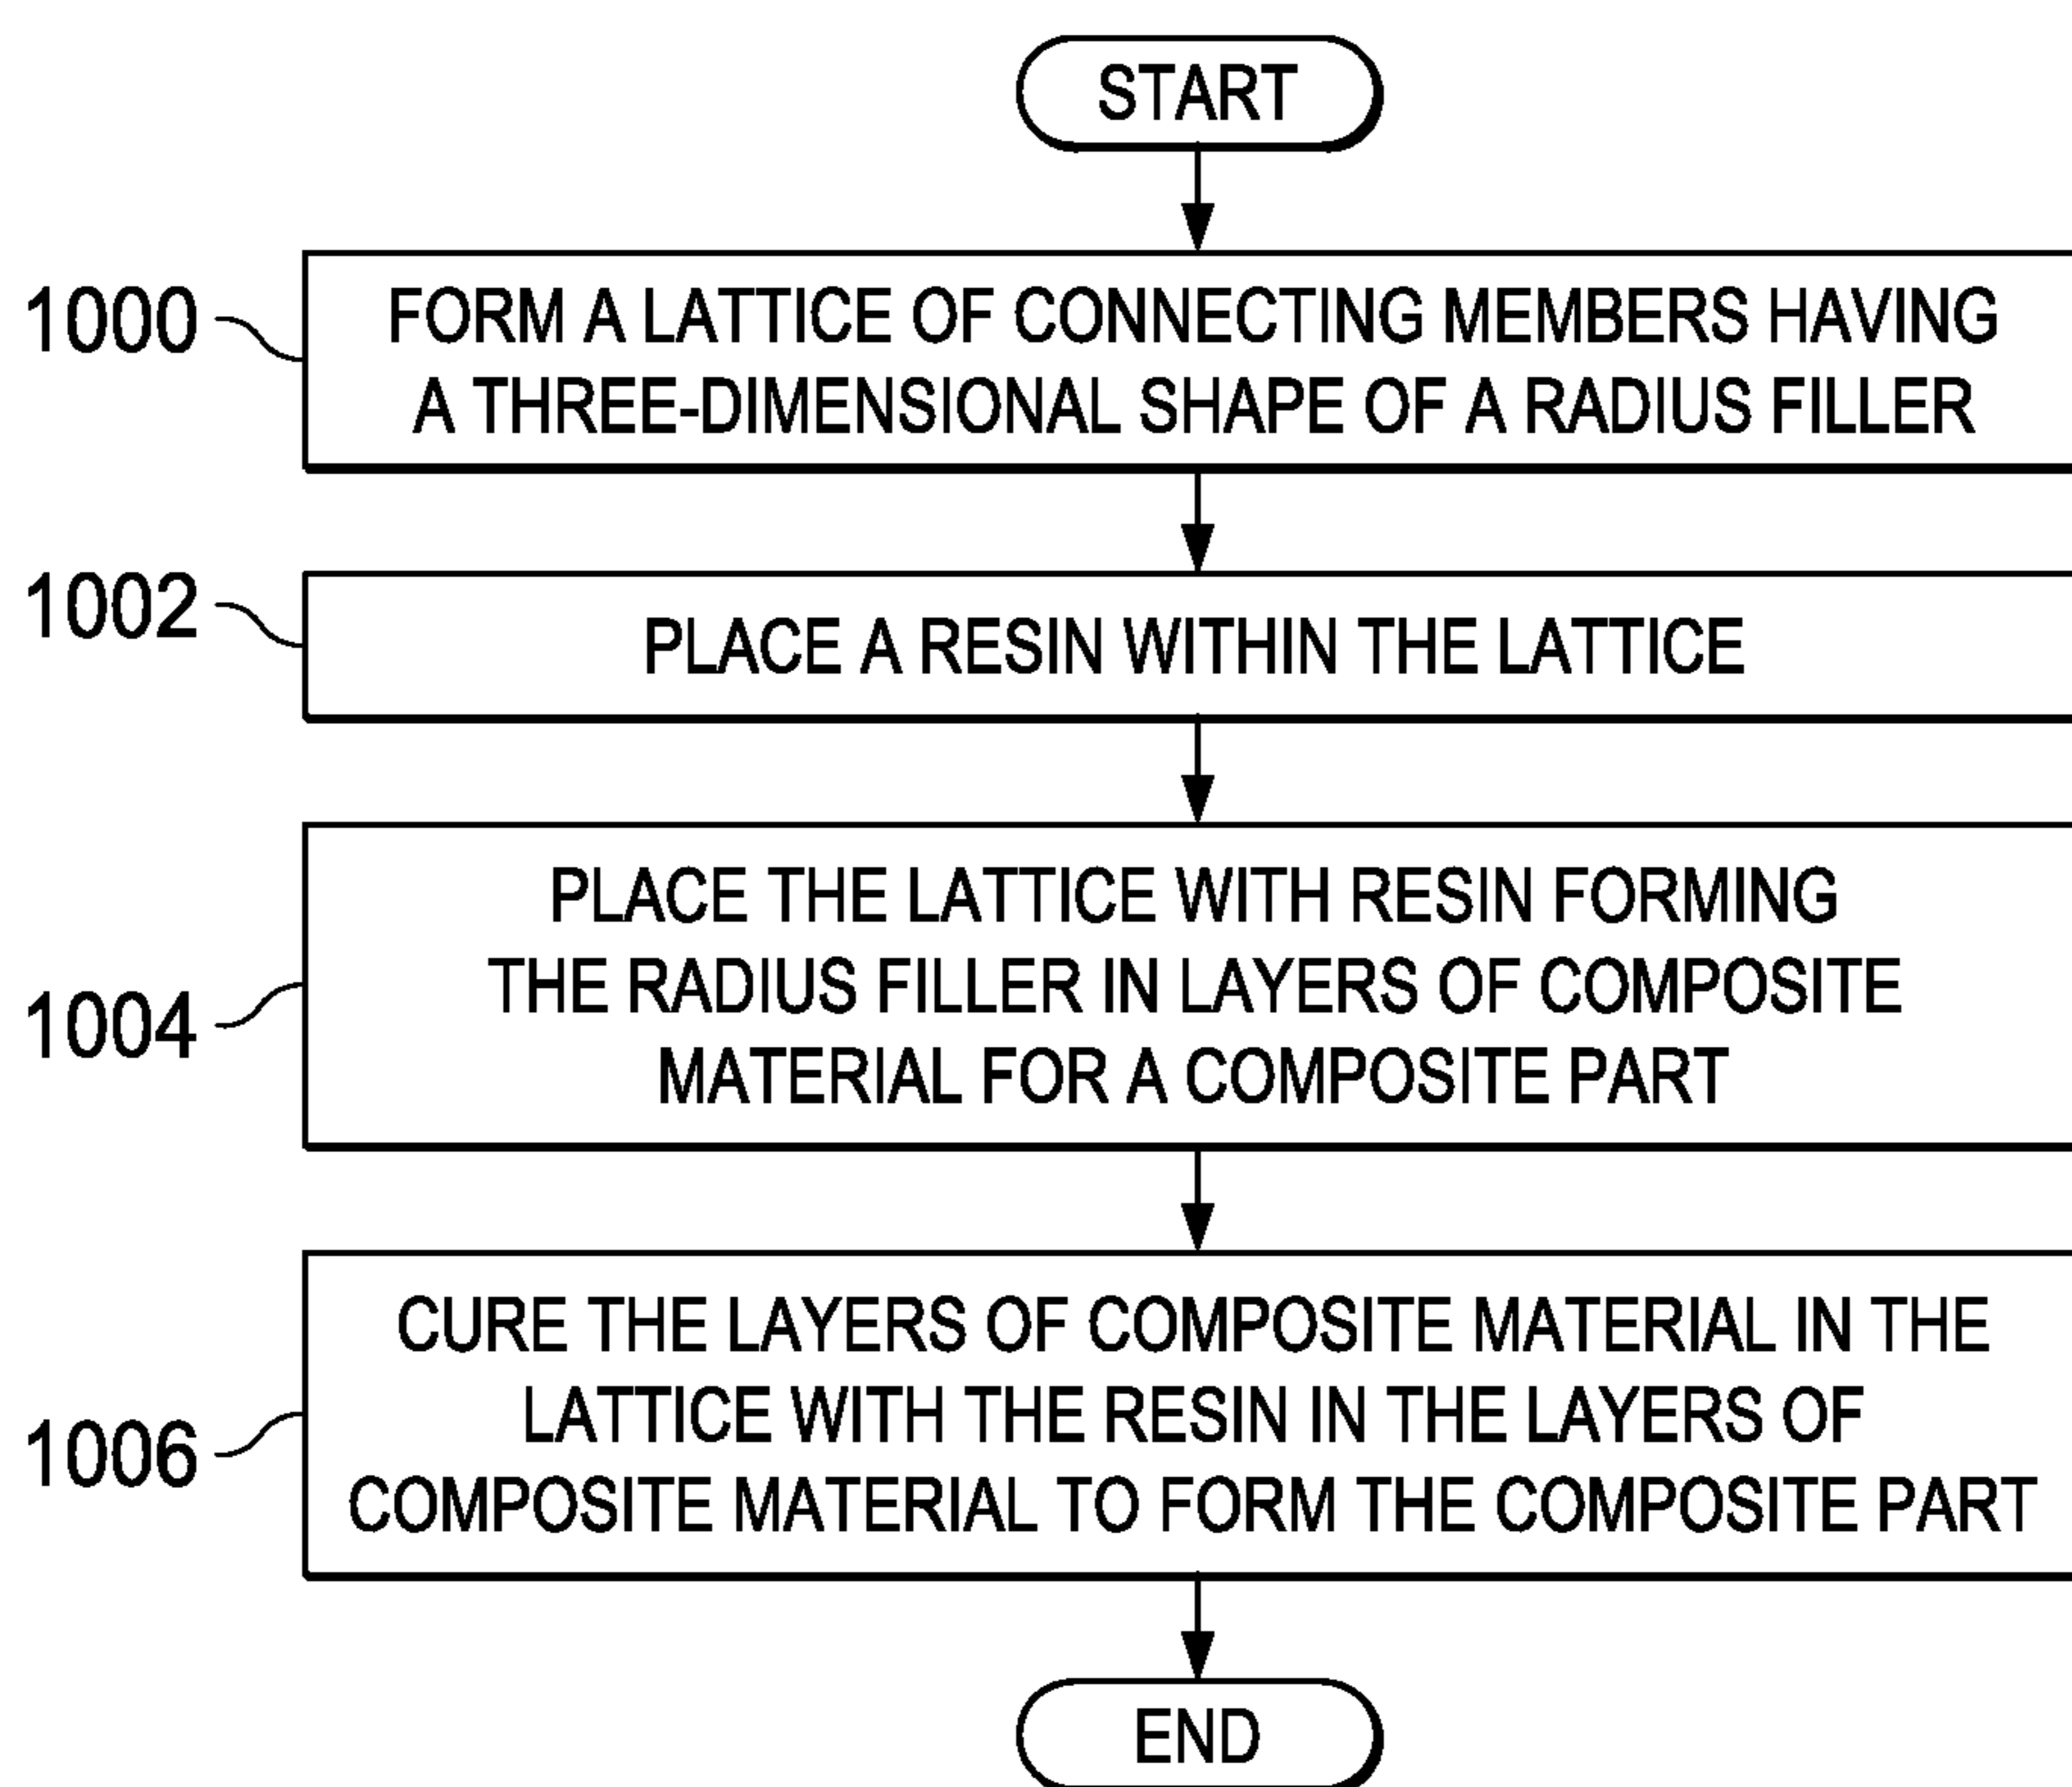 START
1000
FORM A LATTICE OF CONNECTING MEMBERS HAVING
A THREE-DIMENSIONAL SHAPE OF A RADIUS FILLER
1002
PLACE A RESIN WITHIN THE LATTICE
1004
PLACE THE LATTICE WITH RESIN FORMING
THE RADIUS FILLER IN LAYERS OF COMPOSITE
MATERIAL FOR A COMPOSITE PART
1006
CURE THE LAYERS OF COMPOSITE MATERIAL IN THE
LATTICE WITH THE RESIN IN THE LAYERS OF
COMPOSITE MATERIAL TO FORM THE COMPOSITE PART
END